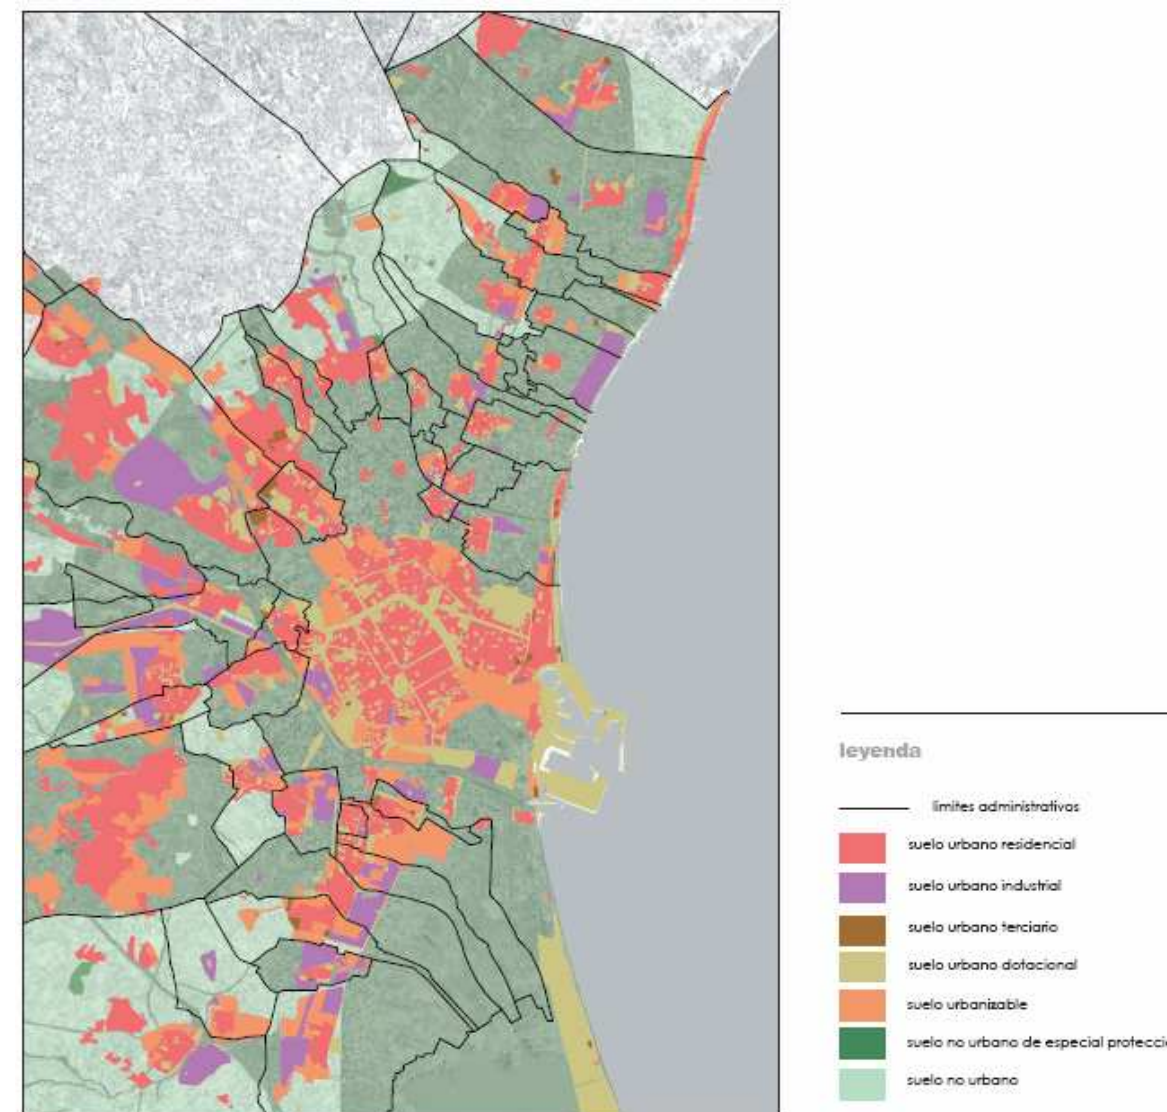 leyenda
limites administrativos
suelo urbano residencial
suelo urbano industrial
suelo urbano terciario
suelo urbano dotacional
suelo urbanizable
suelo no urbano de especial protecci
suelo no urbano